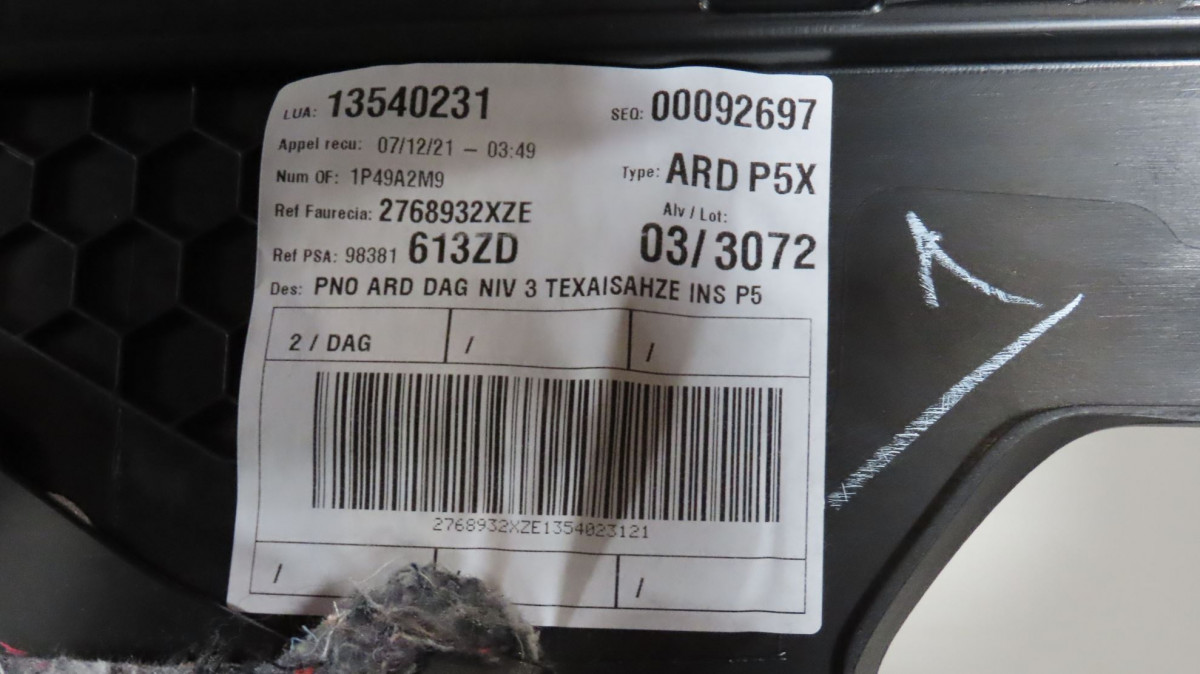 LUA: 13540231 SEQ: 00092697
Appel recu: 07/12/21 – 03:49
Type: ARD P5X
Num OF: 1P49A2M9
Ref Faurecia: 2768932XZE
Alv / Lot:
Ref PSA: 98381 613ZD 03/3072
Des: PNO ARD DAG NIV 3 TEXAISAHZE INS P5
2 / DAG / /
2768932XZE1354023121
/ /